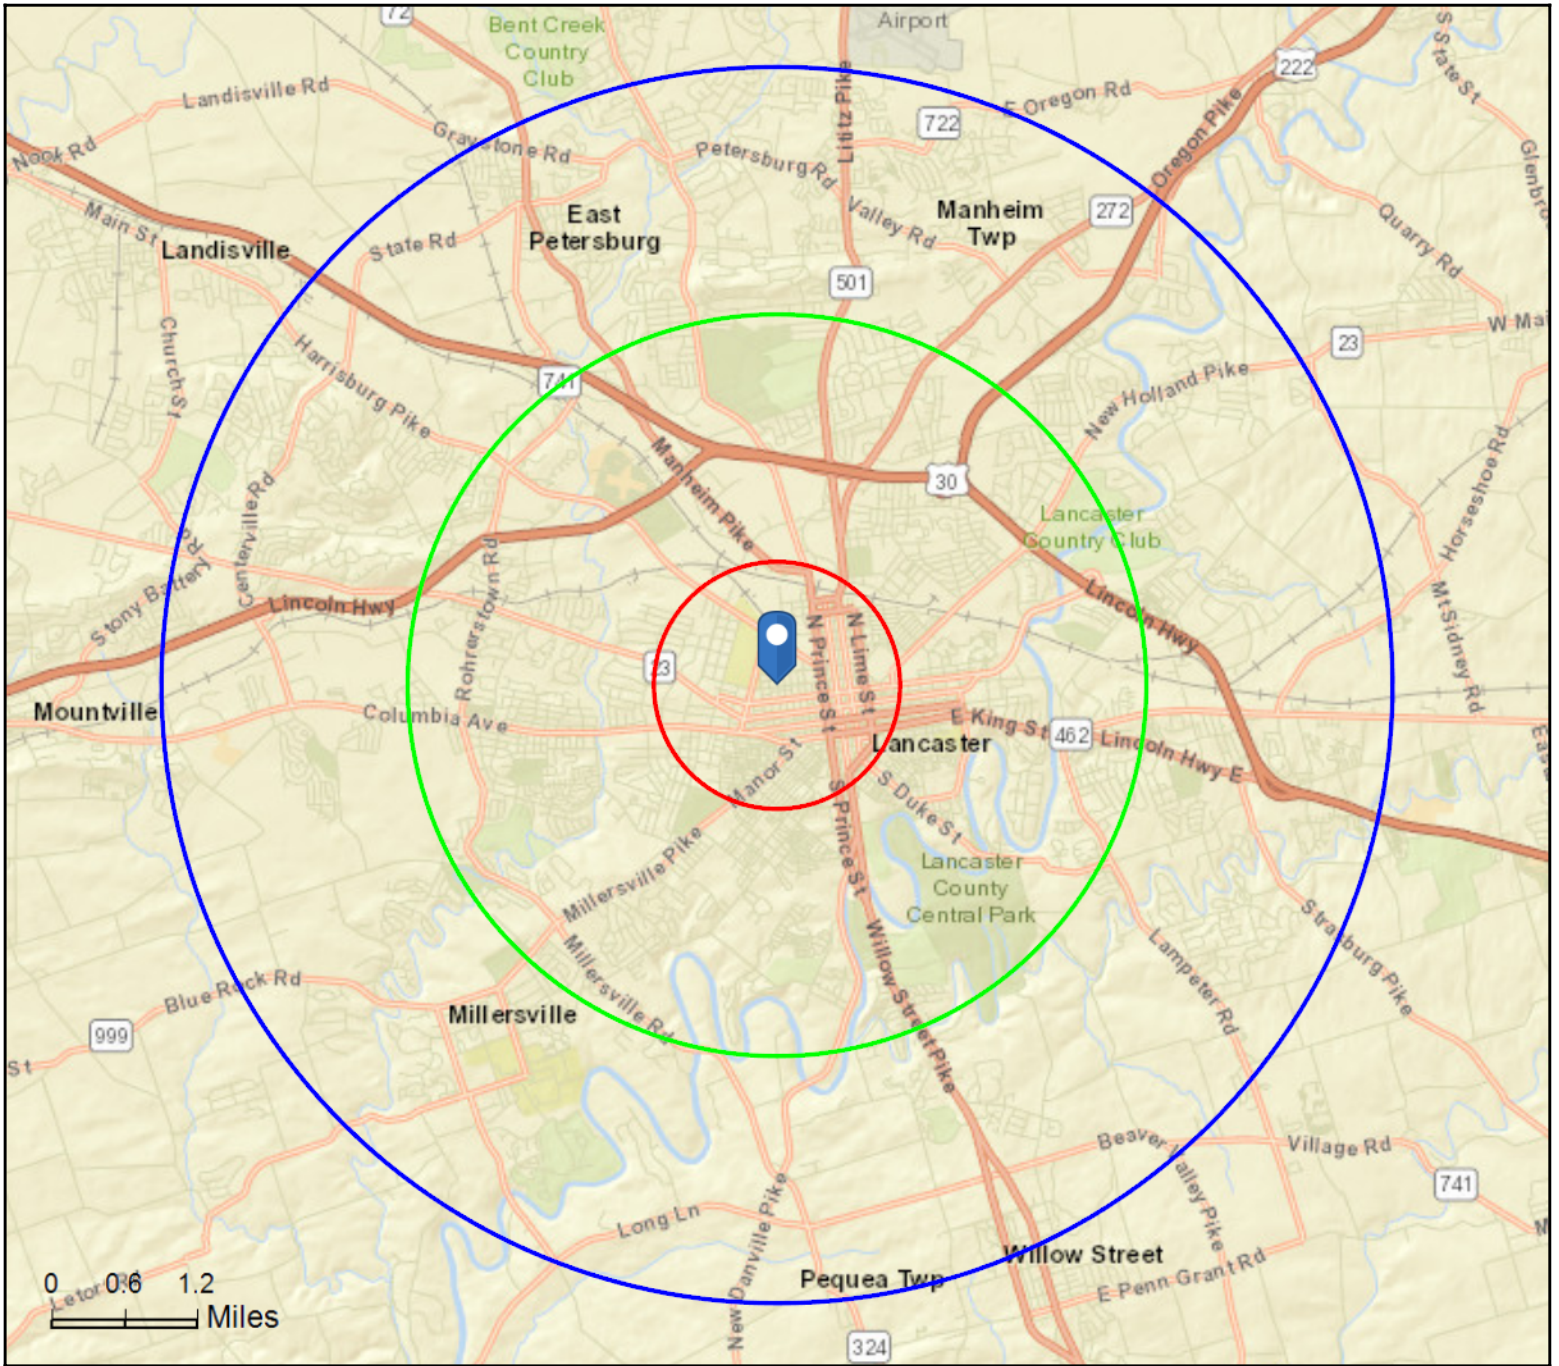 72
Bent Creek
Country
Club
Airport
222
S State St
Landisville Rd
Lititz Pike
E Oregon Rd
722
Oregon Pike
Nook Rd
Graystone Rd
Petersburg Rd
Glenbro
Main St
East
Petersburg
Valley Rd
Manheim
Twp
272
Quarry Rd
Landisville
State Rd
501
Church St
Harrisburg Pike
741
23
W Mai
New Holland Pike
Manheim Pike
30
Lancaster
Country Club
Horseshoe Rd
Centerville Rd
Stony Battery Rd
Lincoln Hwy
Rohrerstown Rd
Lincoln Hwy
N Prince St
N Lime St
Mt Sidney Rd
23
Mountville
Columbia Ave
E King St
462
Lincoln Hwy E
Lancaster
Manor St
S Prince St
S Duke St
Millersville Pike
Lancaster
County
Central Park
Strasburg Pike
Willow Street Pike
Lampeter Rd
Millersville Rd
Blue Rock Rd
Millersville
999
St
Beaver Valley Pike
Village Rd
741
Long Ln
New Danville Pike
Willow Street
Pequea Twp
E Penn Grant Rd
0 0.6 1.2
Miles
324